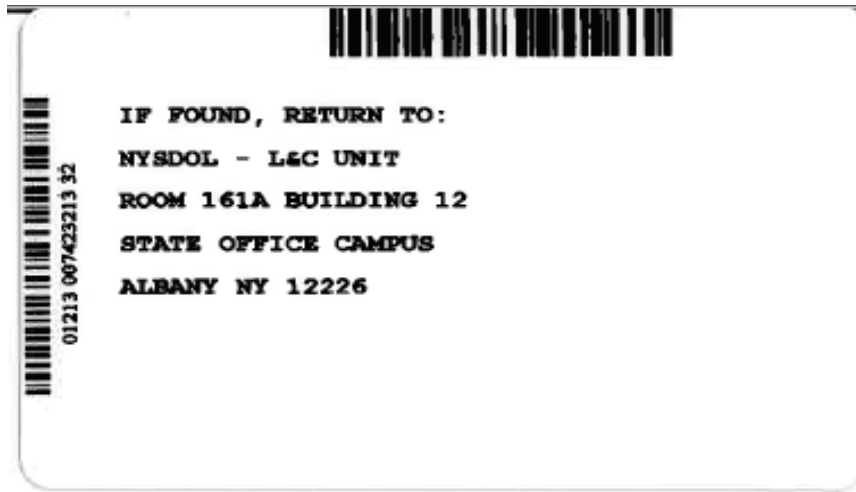 IF FOUND, RETURN TO:
NYSDOL - L&C UNIT
ROOM 161A BUILDING 12
STATE OFFICE CAMPUS
ALBANY NY 12226
01213 007423213 32